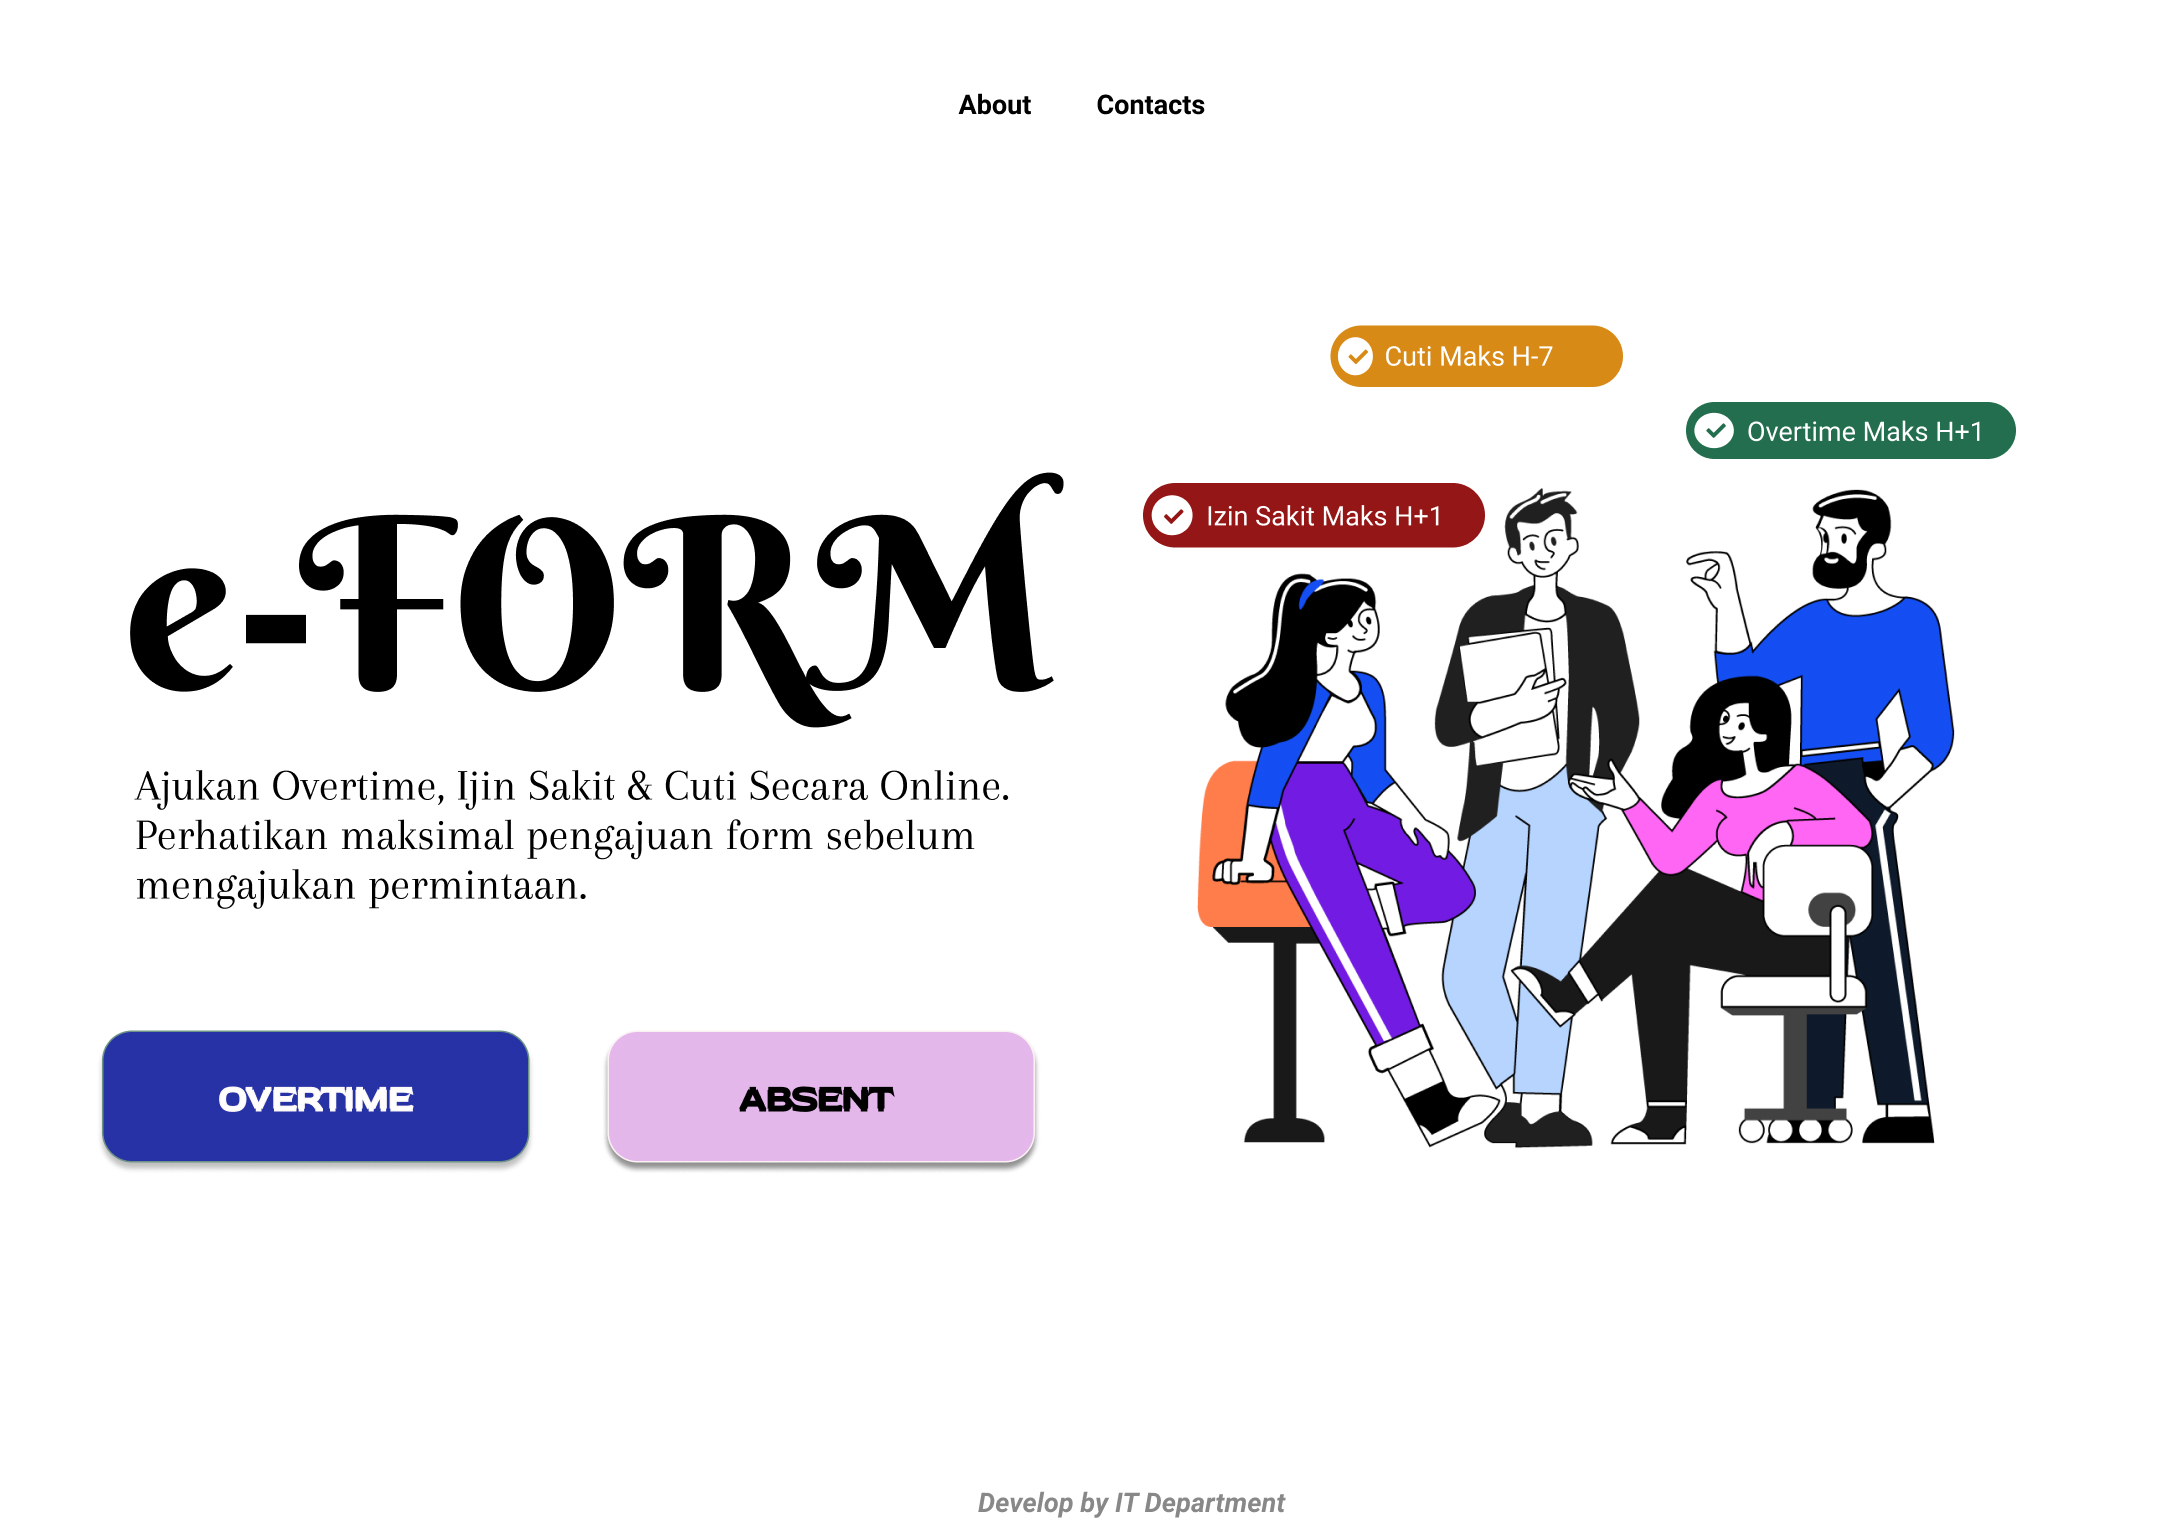 About Contacts
Cuti Maks H-7
Overtime Maks H+1
Izin Sakit Maks H+1
e-FORM
Ajukan Overtime, Ijin Sakit & Cuti Secara Online.
Perhatikan maksimal pengajuan form sebelum
mengajukan permintaan.
OVERTIME
ABSENT
Develop by IT Department